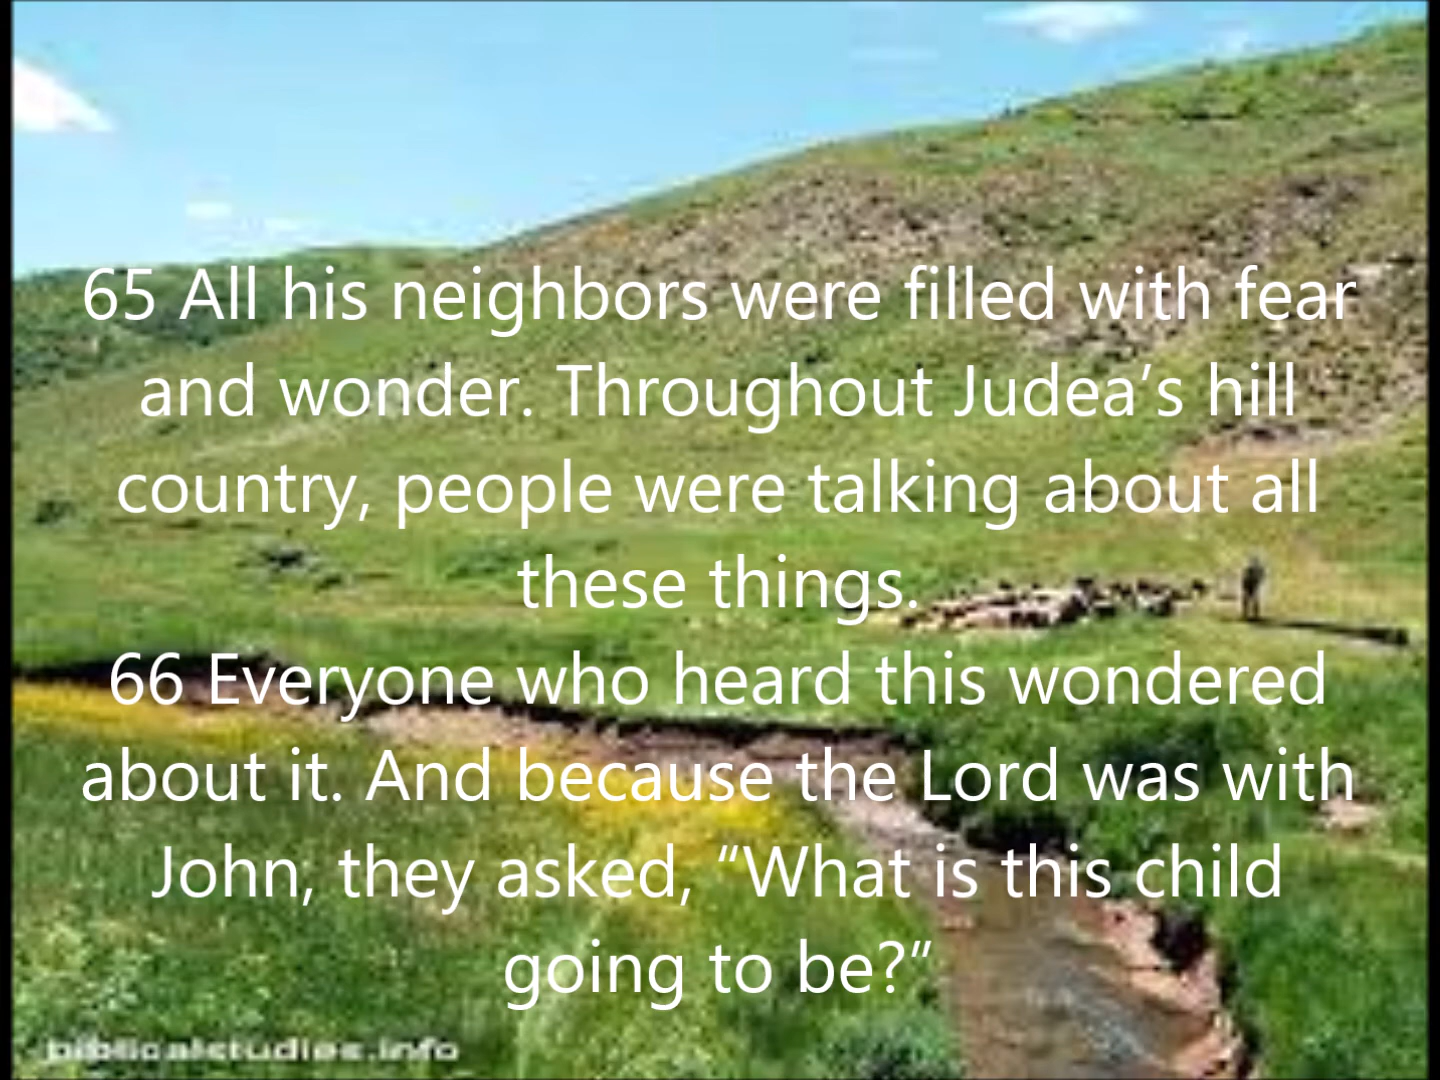 65 All his neighbors were filled with fear
and wonder. Throughout Judea’s hill
country, people were talking about all
these things.
66 Everyone who heard this wondered
about it. And because the Lord was with
John, they asked, “What is this child
going to be?”
biblicalstudies.info